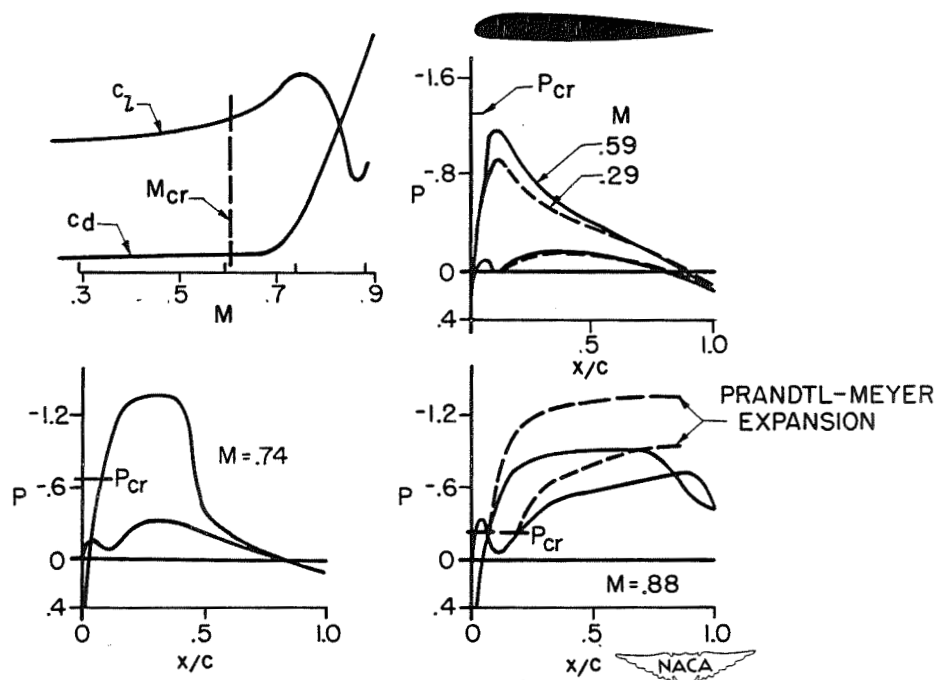 c_l
M_cr
c_d
.3 .5 .7 .9
M
-1.6
-.8
0
.4
P
P_cr
M
.59
.29
.5 1.0
x/c
-1.2
-.6
0
.4
P
P_cr
M=.74
0 .5 1.0
x/c
-1.2
-.6
0
.4
P
PRANDTL-MEYER
EXPANSION
P_cr
M=.88
0 .5 1.0
x/c
NACA